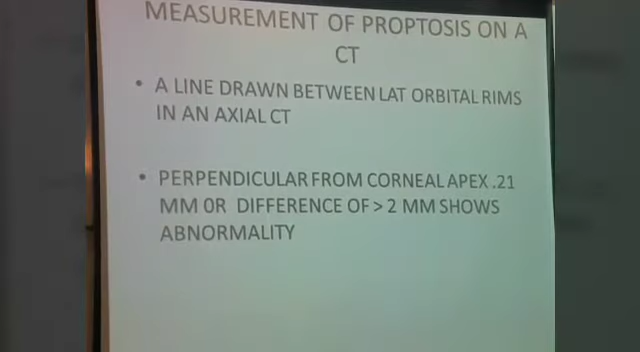 MEASUREMENT OF PROPTOSIS ON A
CT
• A LINE DRAWN BETWEEN LAT ORBITAL RIMS
IN AN AXIAL CT
• PERPENDICULAR FROM CORNEAL APEX .21
MM 0R DIFFERENCE OF > 2 MM SHOWS
ABNORMALITY